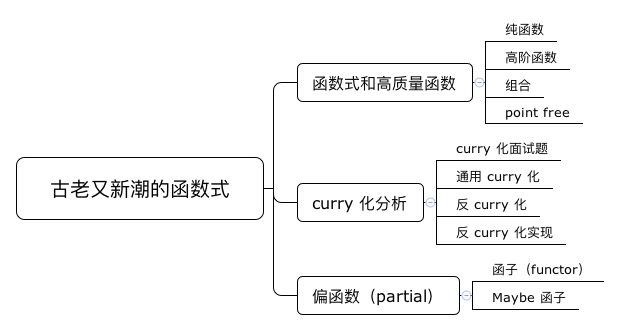 古老又新潮的函数式
函数式和高质量函数
纯函数
高阶函数
组合
point free
curry 化分析
curry 化面试题
通用 curry 化
反 curry 化
反 curry 化实现
偏函数（partial）
函子（functor）
Maybe 函子